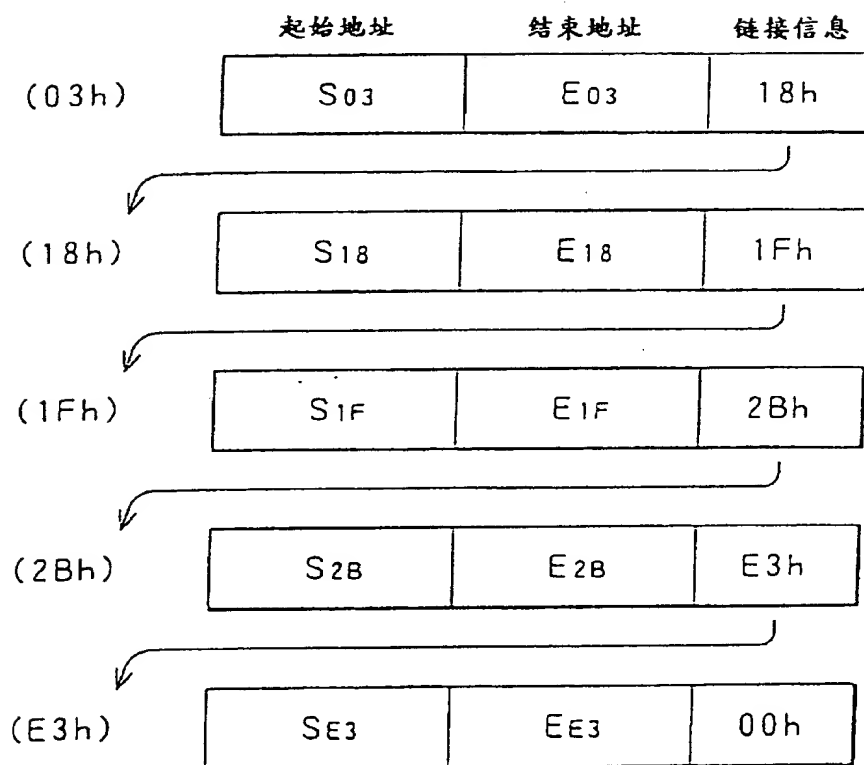 起始地址 结束地址 链接信息
(03h) S03 E03 18h
(18h) S18 E18 1Fh
(1Fh) S1F E1F 2Bh
(2Bh) S2B E2B E3h
(E3h) SE3 EE3 00h